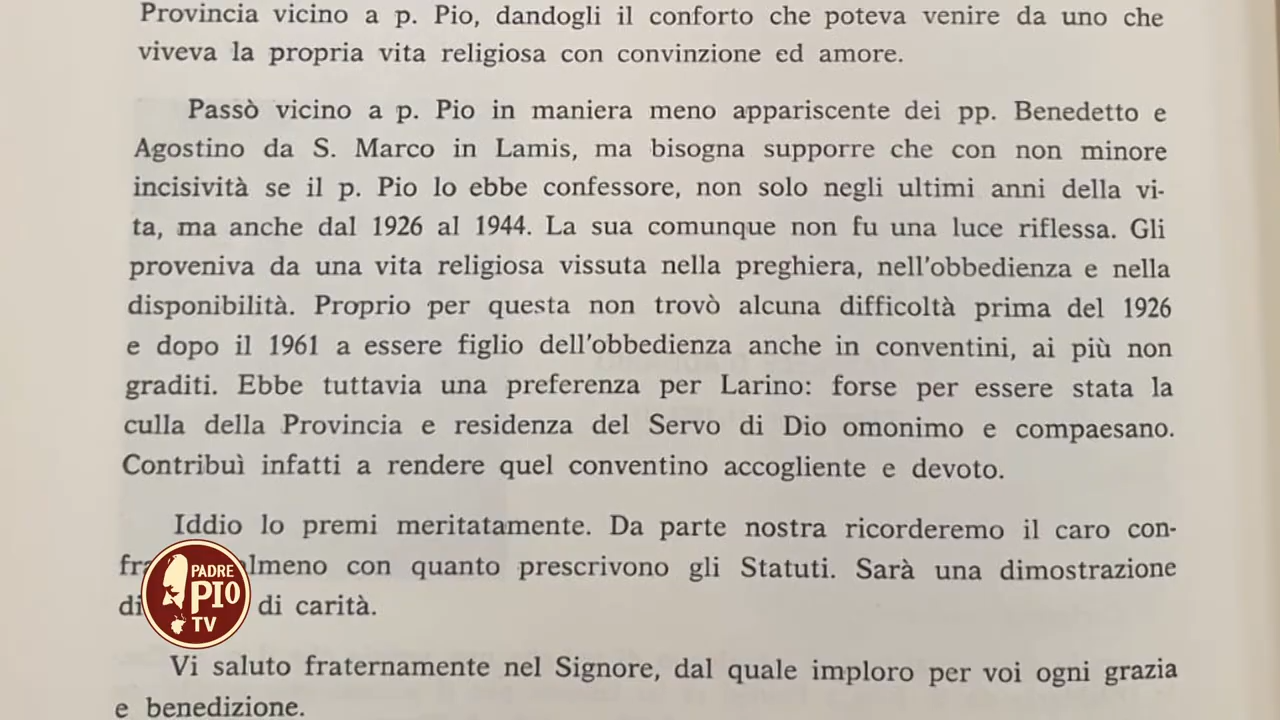 Provincia vicino a p. Pio, dandogli il conforto che poteva venire da uno che
viveva la propria vita religiosa con convinzione ed amore.
Passò vicino a p. Pio in maniera meno appariscente dei pp. Benedetto e
Agostino da S. Marco in Lamis, ma bisogna supporre che con non minore
incisività se il p. Pio lo ebbe confessore, non solo negli ultimi anni della vi-
ta, ma anche dal 1926 al 1944. La sua comunque non fu una luce riflessa. Gli
proveniva da una vita religiosa vissuta nella preghiera, nell'obbedienza e nella
disponibilità. Proprio per questa non trovò alcuna difficoltà prima del 1926
e dopo il 1961 a essere figlio dell'obbedienza anche in conventini, ai più non
graditi. Ebbe tuttavia una preferenza per Larino: forse per essere stata la
culla della Provincia e residenza del Servo di Dio omonimo e compaesano.
Contribuì infatti a rendere quel conventino accogliente e devoto.
Iddio lo premi meritatamente. Da parte nostra ricorderemo il caro con-
con quanto prescrivono gli Statuti. Sarà una dimostrazione
di carità.
Vi saluto fraternamente nel Signore, dal quale imploro per voi ogni grazia
e benedizione.
PADRE
PIO
TV